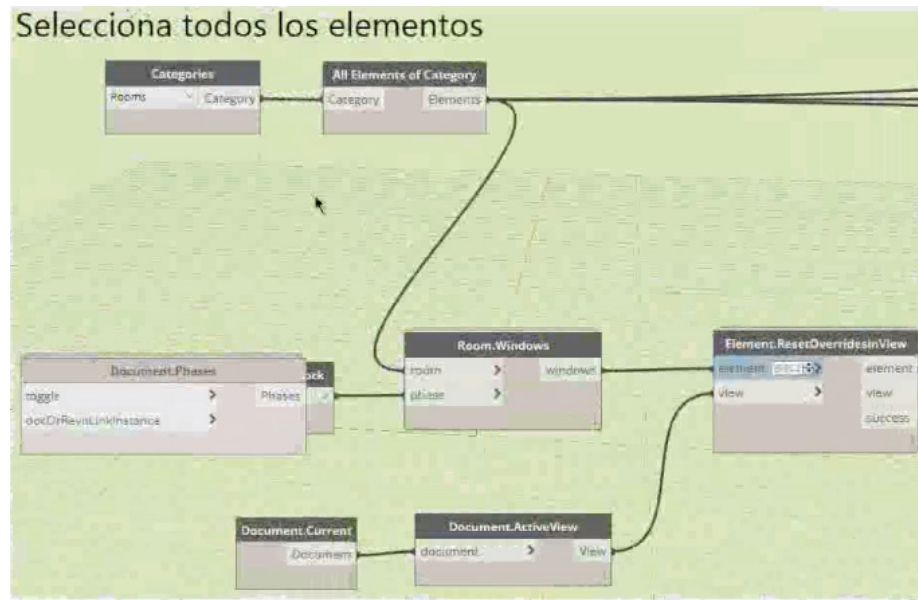 Selecciona todos los elementos
Categories
Rooms
Category
All Elements of Category
Category
Elements
Document.Phases
toggle
Phases
docOrRevitLinkInstance
ock
Room.Windows
room
windows
phase
Element.ResetOverridesInView
element
element
view
view
success
Document.Current
Document
Document.ActiveView
document
View